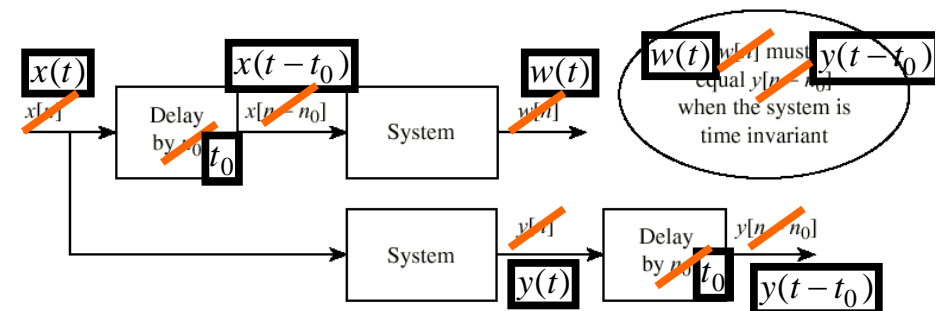 x(t)
x[n]
Delay
by n₀
t₀
x(t − t₀)
x[n − n₀]
System
w(t)
w[n]
w(t) w[n] must y(t − t₀)
equal y[n − n₀]
when the system is
time invariant
System
y[n]
y(t)
Delay
by n₀
t₀
y[n − n₀]
y(t − t₀)